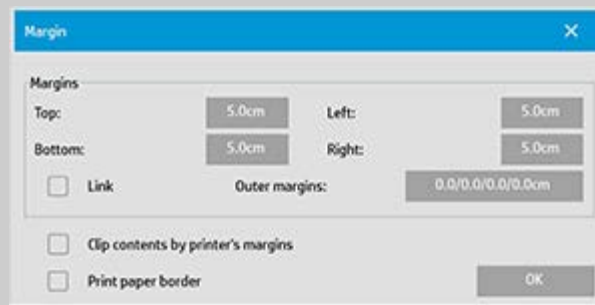 Margin
Margins
Top: 5.0cm Left: 5.0cm
Bottom: 5.0cm Right: 5.0cm
Link Outer margins: 0.0/0.0/0.0/0.0cm
Clip contents by printer's margins
Print paper border OK